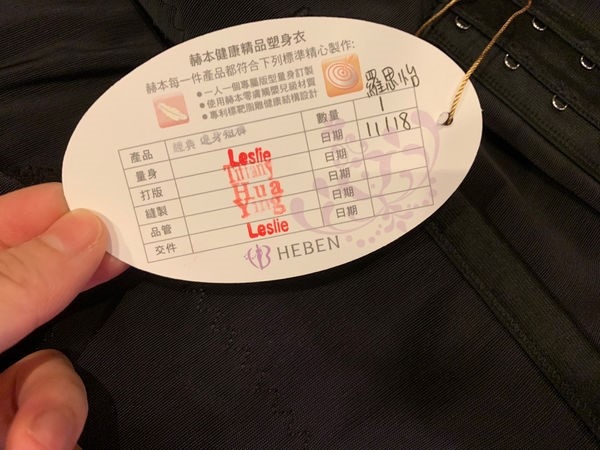 赫本健康精品塑身衣
赫本每一件產品都符合下列標準精心製作:
●一人一個專屬版型量身訂製
●使用赫本零膚觸嬰兒級材質
●專利標靶脂雕健康結構設計
羅思怡
產品 經典 連身短褲 數量 1
量身 Leslie 日期 11/18
打版 Tiffany 日期
縫製 Hua 日期
品管 Ying 日期
交件 Leslie 日期
HEBEN